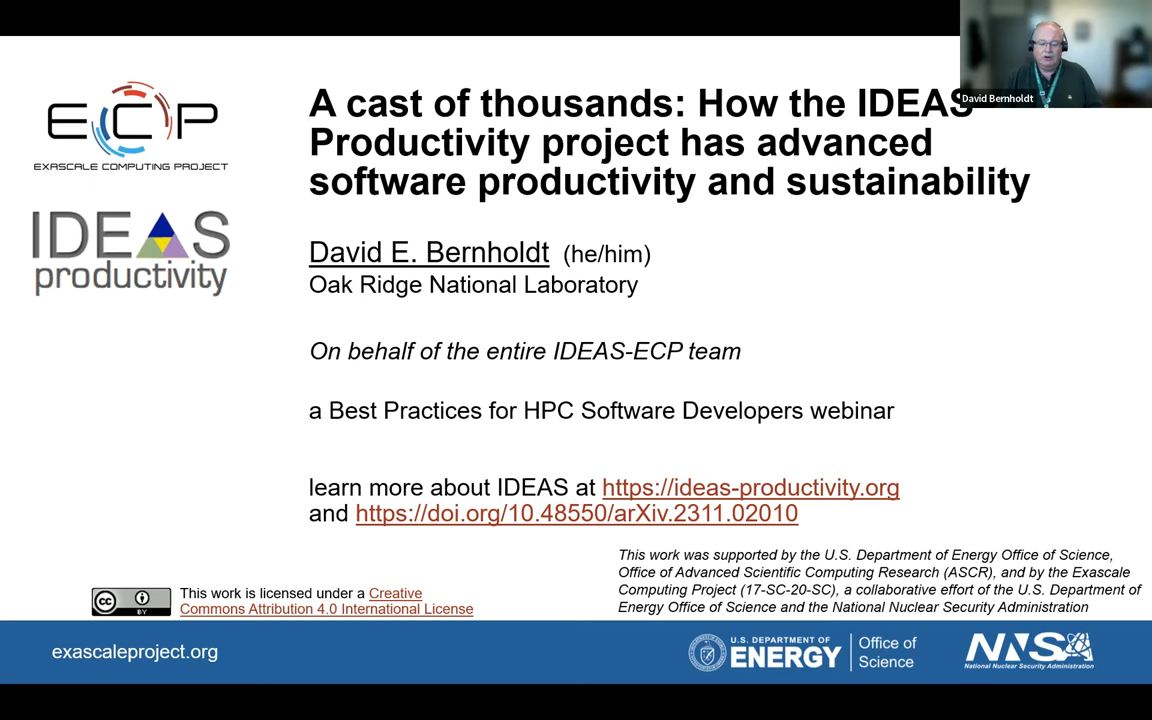 David Bernholdt
ECP
EXASCALE COMPUTING PROJECT
IDEAS
productivity
A cast of thousands: How the IDEAS
Productivity project has advanced
software productivity and sustainability
David E. Bernholdt (he/him)
Oak Ridge National Laboratory
On behalf of the entire IDEAS-ECP team
a Best Practices for HPC Software Developers webinar
learn more about IDEAS at https://ideas-productivity.org
and https://doi.org/10.48550/arXiv.2311.02010
This work was supported by the U.S. Department of Energy Office of Science,
Office of Advanced Scientific Computing Research (ASCR), and by the Exascale
Computing Project (17-SC-20-SC), a collaborative effort of the U.S. Department of
Energy Office of Science and the National Nuclear Security Administration
cc
BY
This work is licensed under a Creative
Commons Attribution 4.0 International License
exascaleproject.org
U.S. DEPARTMENT OF
ENERGY
Office of
Science
NNSA
National Nuclear Security Administration